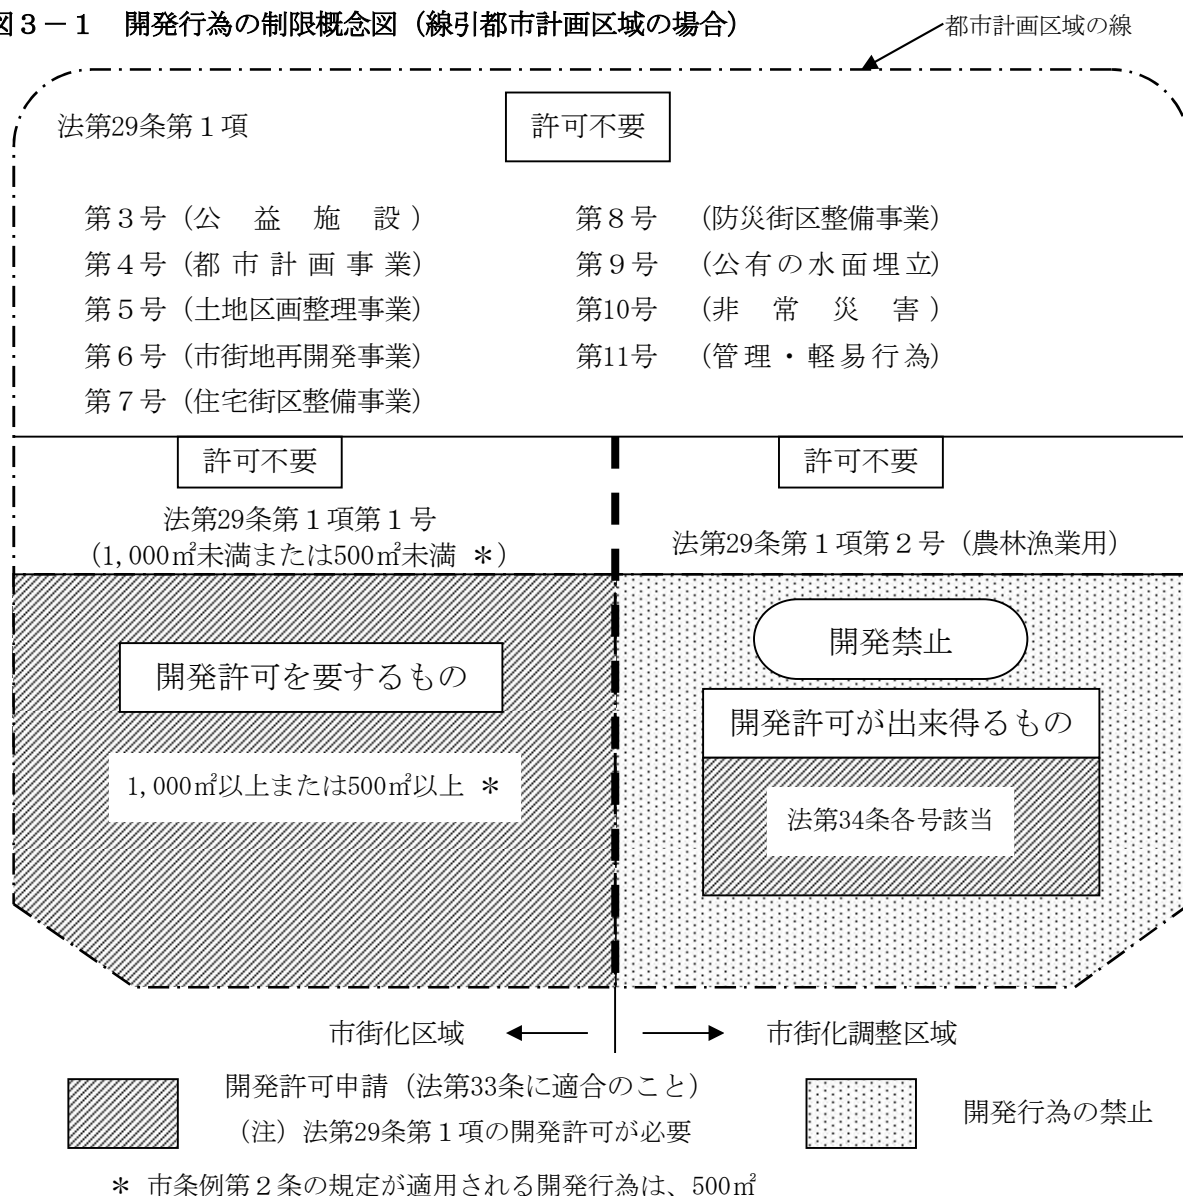 図３－１　開発行為の制限概念図（線引都市計画区域の場合）
都市計画区域の線
法第29条第１項
許可不要
第３号（公益施設）
第４号（都市計画事業）
第５号（土地区画整理事業）
第６号（市街地再開発事業）
第７号（住宅街区整備事業）
第８号（防災街区整備事業）
第９号（公有の水面埋立）
第10号（非常災害）
第11号（管理・軽易行為）
許可不要
法第29条第１項第１号
（1,000㎡未満または500㎡未満 ＊）
許可不要
法第29条第１項第２号（農林漁業用）
開発許可を要するもの
1,000㎡以上または500㎡以上 ＊
開発禁止
開発許可が出来得るもの
法第34条各号該当
市街化区域
市街化調整区域
開発許可申請（法第33条に適合のこと）
（注）法第29条第１項の開発許可が必要
開発行為の禁止
＊ 市条例第２条の規定が適用される開発行為は、500㎡